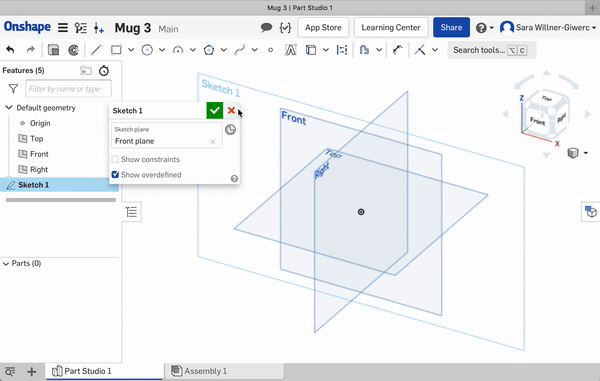 Mug 3 | Part Studio 1
Onshape
Mug 3
Main
App Store
Learning Center
Share
Sara Willner-Giwerc
Search tools...
⌥ C
Features (5)
Filter by name or type
Default geometry
Origin
Top
Front
Right
Sketch 1
Parts (0)
Sketch 1
Sketch plane
Front plane
Show constraints
Show overdefined
Sketch 1
Front
Top
Right
Z
Top
Front
Right
X
Part Studio 1
Assembly 1